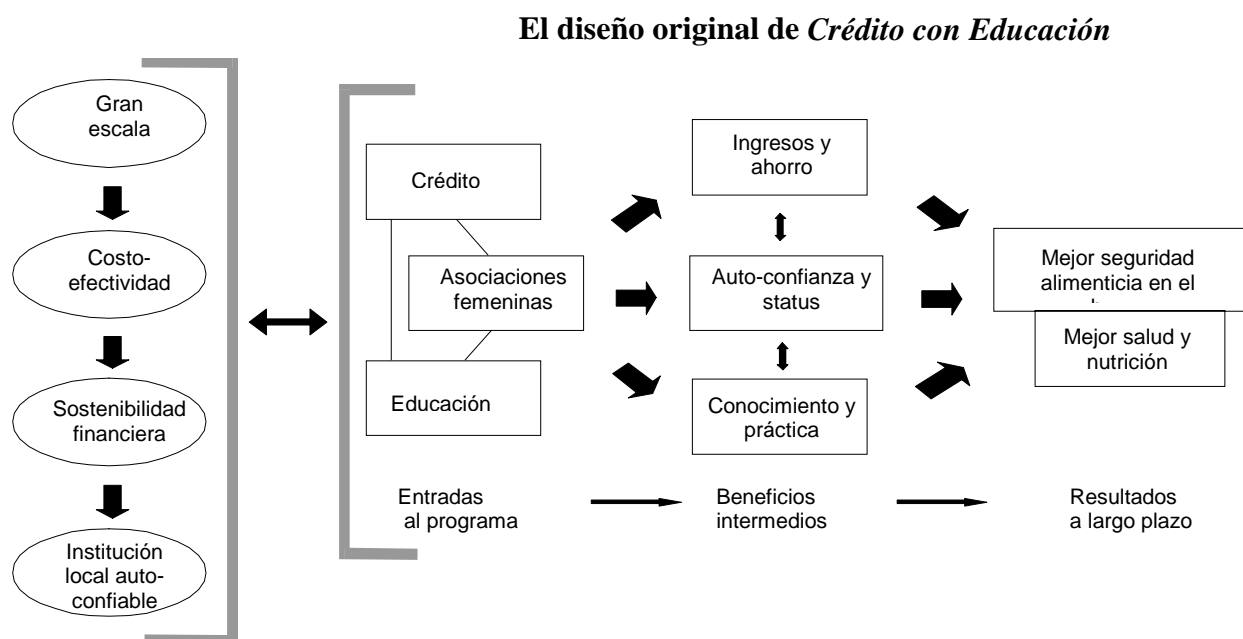 El diseño original de Crédito con Educación
Gran
escala
Costo-
efectividad
Sostenibilidad
financiera
Institución
local auto-
confiable
Crédito
Asociaciones
femeninas
Educación
Entradas
al programa
Ingresos y
ahorro
Auto-confianza y
status
Conocimiento y
práctica
Beneficios
intermedios
Mejor seguridad
alimenticia en el
Mejor salud y
nutrición
Resultados
a largo plazo